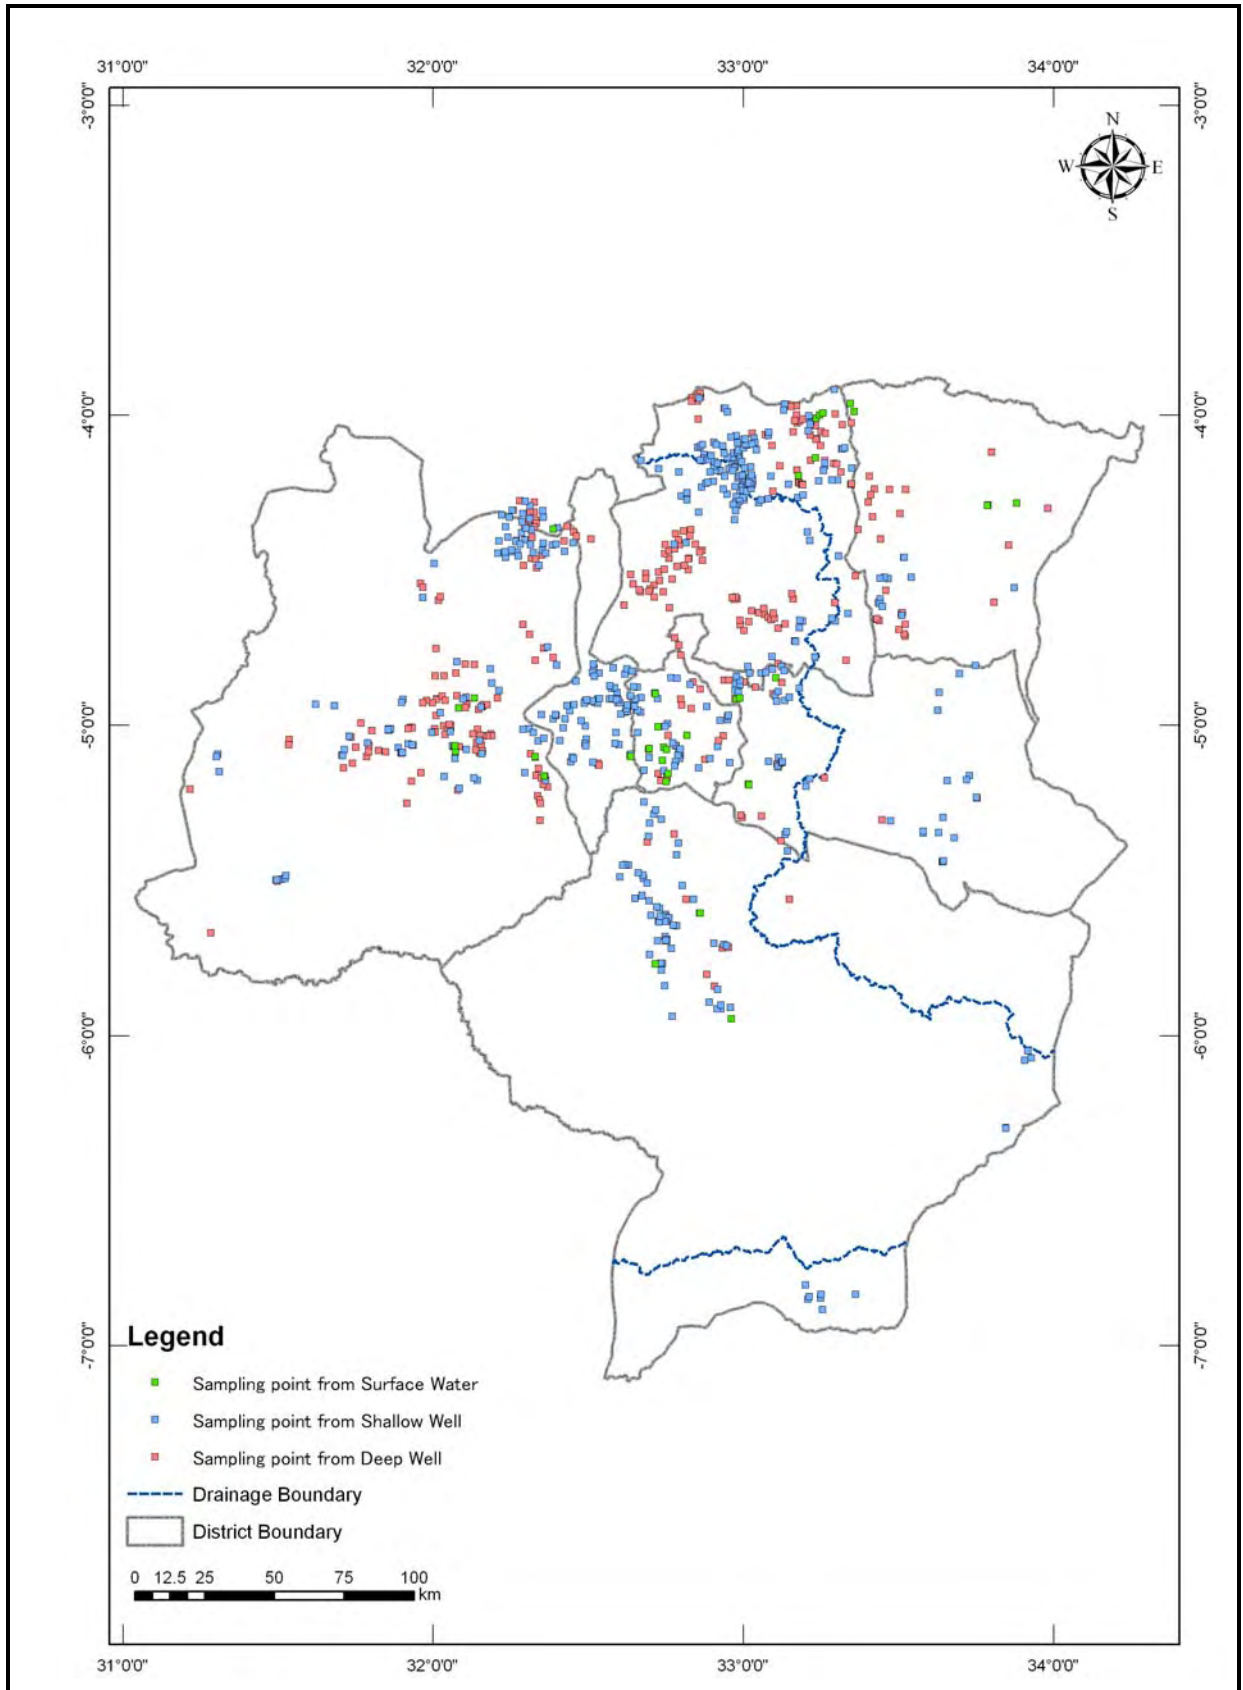 31°0'0" 32°0'0" 33°0'0" 34°0'0"
-3°0'0" -3°0'0"
N
W E
S
-4°0'0" -4°0'0"
-5°0'0" -5°0'0"
-6°0'0" -6°0'0"
-7°0'0" -7°0'0"
Legend
Sampling point from Surface Water
Sampling point from Shallow Well
Sampling point from Deep Well
Drainage Boundary
District Boundary
0 12.5 25 50 75 100
km
31°0'0" 32°0'0" 33°0'0" 34°0'0"